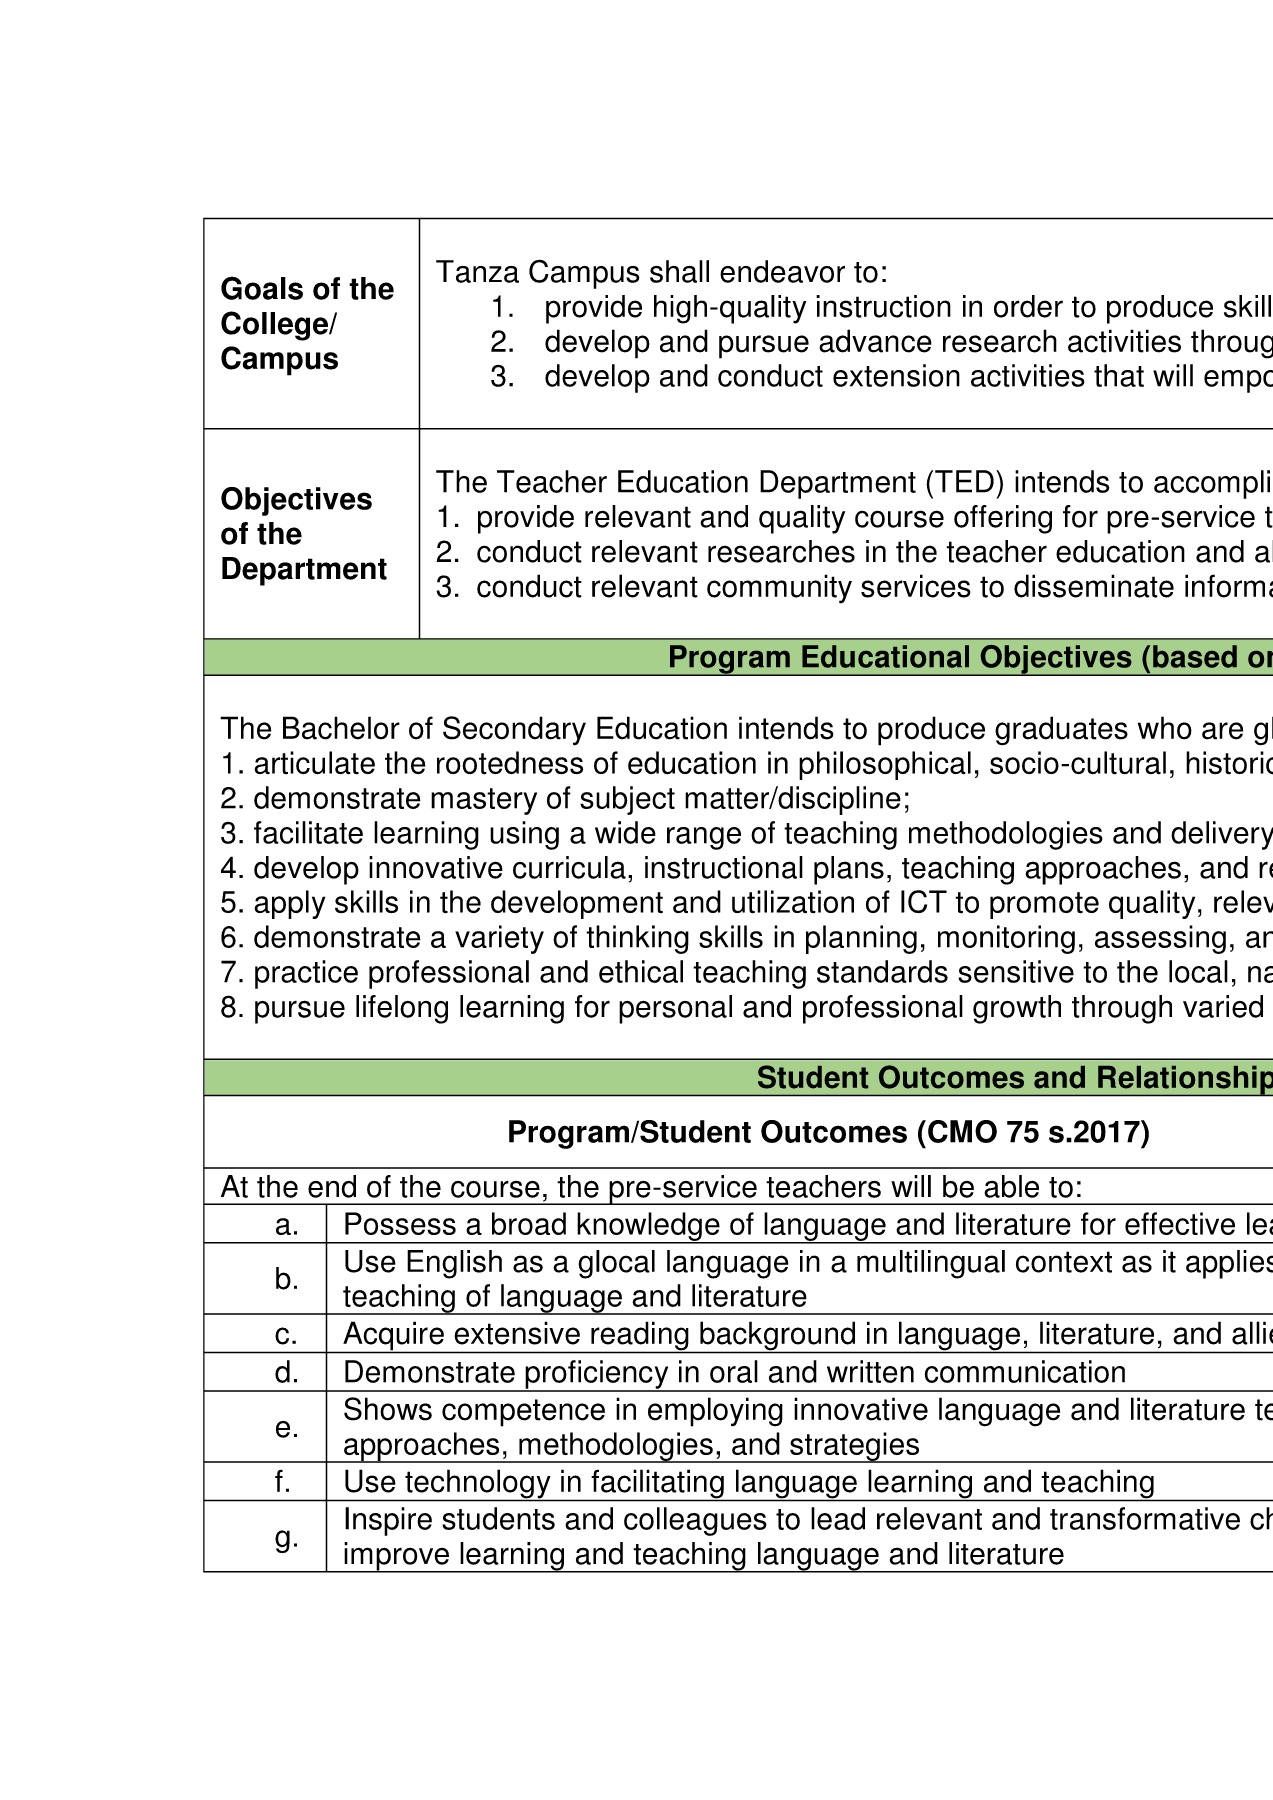 Goals of the
College/
Campus
Tanza Campus shall endeavor to:
1. provide high-quality instruction in order to produce skill
2. develop and pursue advance research activities throug
3. develop and conduct extension activities that will empo
Objectives
of the
Department
The Teacher Education Department (TED) intends to accompli
1. provide relevant and quality course offering for pre-service t
2. conduct relevant researches in the teacher education and al
3. conduct relevant community services to disseminate informa
Program Educational Objectives (based on
The Bachelor of Secondary Education intends to produce graduates who are gl
1. articulate the rootedness of education in philosophical, socio-cultural, historic
2. demonstrate mastery of subject matter/discipline;
3. facilitate learning using a wide range of teaching methodologies and delivery
4. develop innovative curricula, instructional plans, teaching approaches, and re
5. apply skills in the development and utilization of ICT to promote quality, relev
6. demonstrate a variety of thinking skills in planning, monitoring, assessing, an
7. practice professional and ethical teaching standards sensitive to the local, na
8. pursue lifelong learning for personal and professional growth through varied
Student Outcomes and Relationship
Program/Student Outcomes (CMO 75 s.2017)
At the end of the course, the pre-service teachers will be able to:
a. Possess a broad knowledge of language and literature for effective lea
b. Use English as a glocal language in a multilingual context as it applies
teaching of language and literature
c. Acquire extensive reading background in language, literature, and allie
d. Demonstrate proficiency in oral and written communication
e. Shows competence in employing innovative language and literature te
approaches, methodologies, and strategies
f. Use technology in facilitating language learning and teaching
g. Inspire students and colleagues to lead relevant and transformative ch
improve learning and teaching language and literature